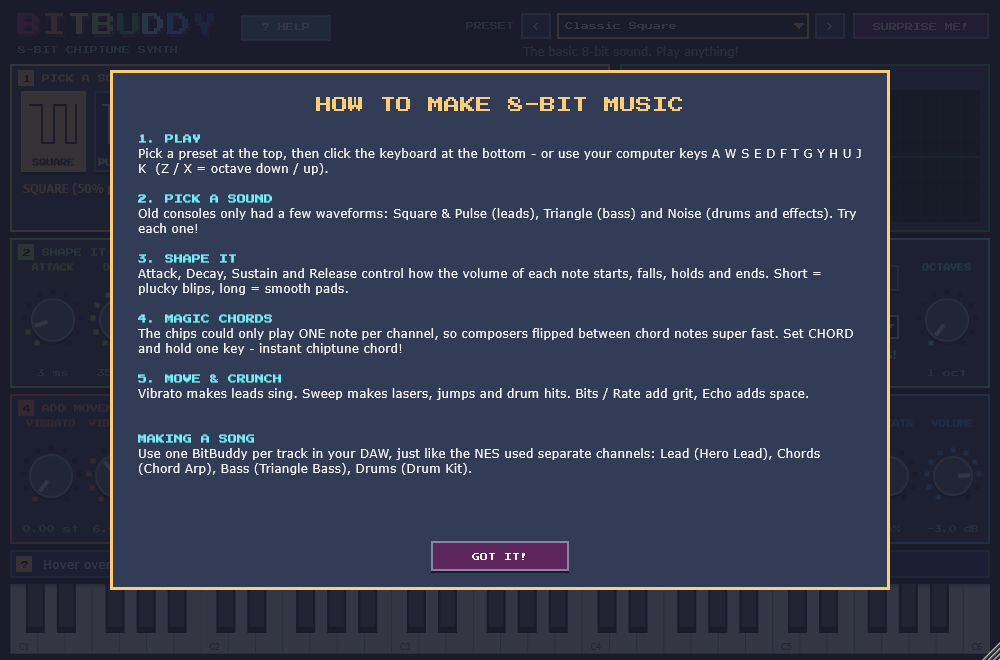 BITBUDDY
? HELP
PRESET
<
Classic Square
>
SURPRISE ME!
8-BIT CHIPTUNE SYNTH
The basic 8-bit sound. Play anything!
1 PICK A SO
HOW TO MAKE 8-BIT MUSIC
1. PLAY
Pick a preset at the top, then click the keyboard at the bottom - or use your computer keys A W S E D F T G Y H U J
K (Z / X = octave down / up).
SQUARE
SQUARE (50%
2. PICK A SOUND
Old consoles only had a few waveforms: Square & Pulse (leads), Triangle (bass) and Noise (drums and effects). Try
each one!
2 SHAPE IT
ATTACK
OCTAVES
3. SHAPE IT
Attack, Decay, Sustain and Release control how the volume of each note starts, falls, holds and ends. Short =
plucky blips, long = smooth pads.
4. MAGIC CHORDS
The chips could only play ONE note per channel, so composers flipped between chord notes super fast. Set CHORD
and hold one key - instant chiptune chord!
3 ms
1 oct
5. MOVE & CRUNCH
Vibrato makes leads sing. Sweep makes lasers, jumps and drum hits. Bits / Rate add grit, Echo adds space.
4 ADD MOVEM
VIBRATO
VOLUME
MAKING A SONG
Use one BitBuddy per track in your DAW, just like the NES used separate channels: Lead (Hero Lead), Chords
(Chord Arp), Bass (Triangle Bass), Drums (Drum Kit).
0.00 st
-3.0 dB
GOT IT!
? Hover over
C1 C2 C3 C4 C5 C6